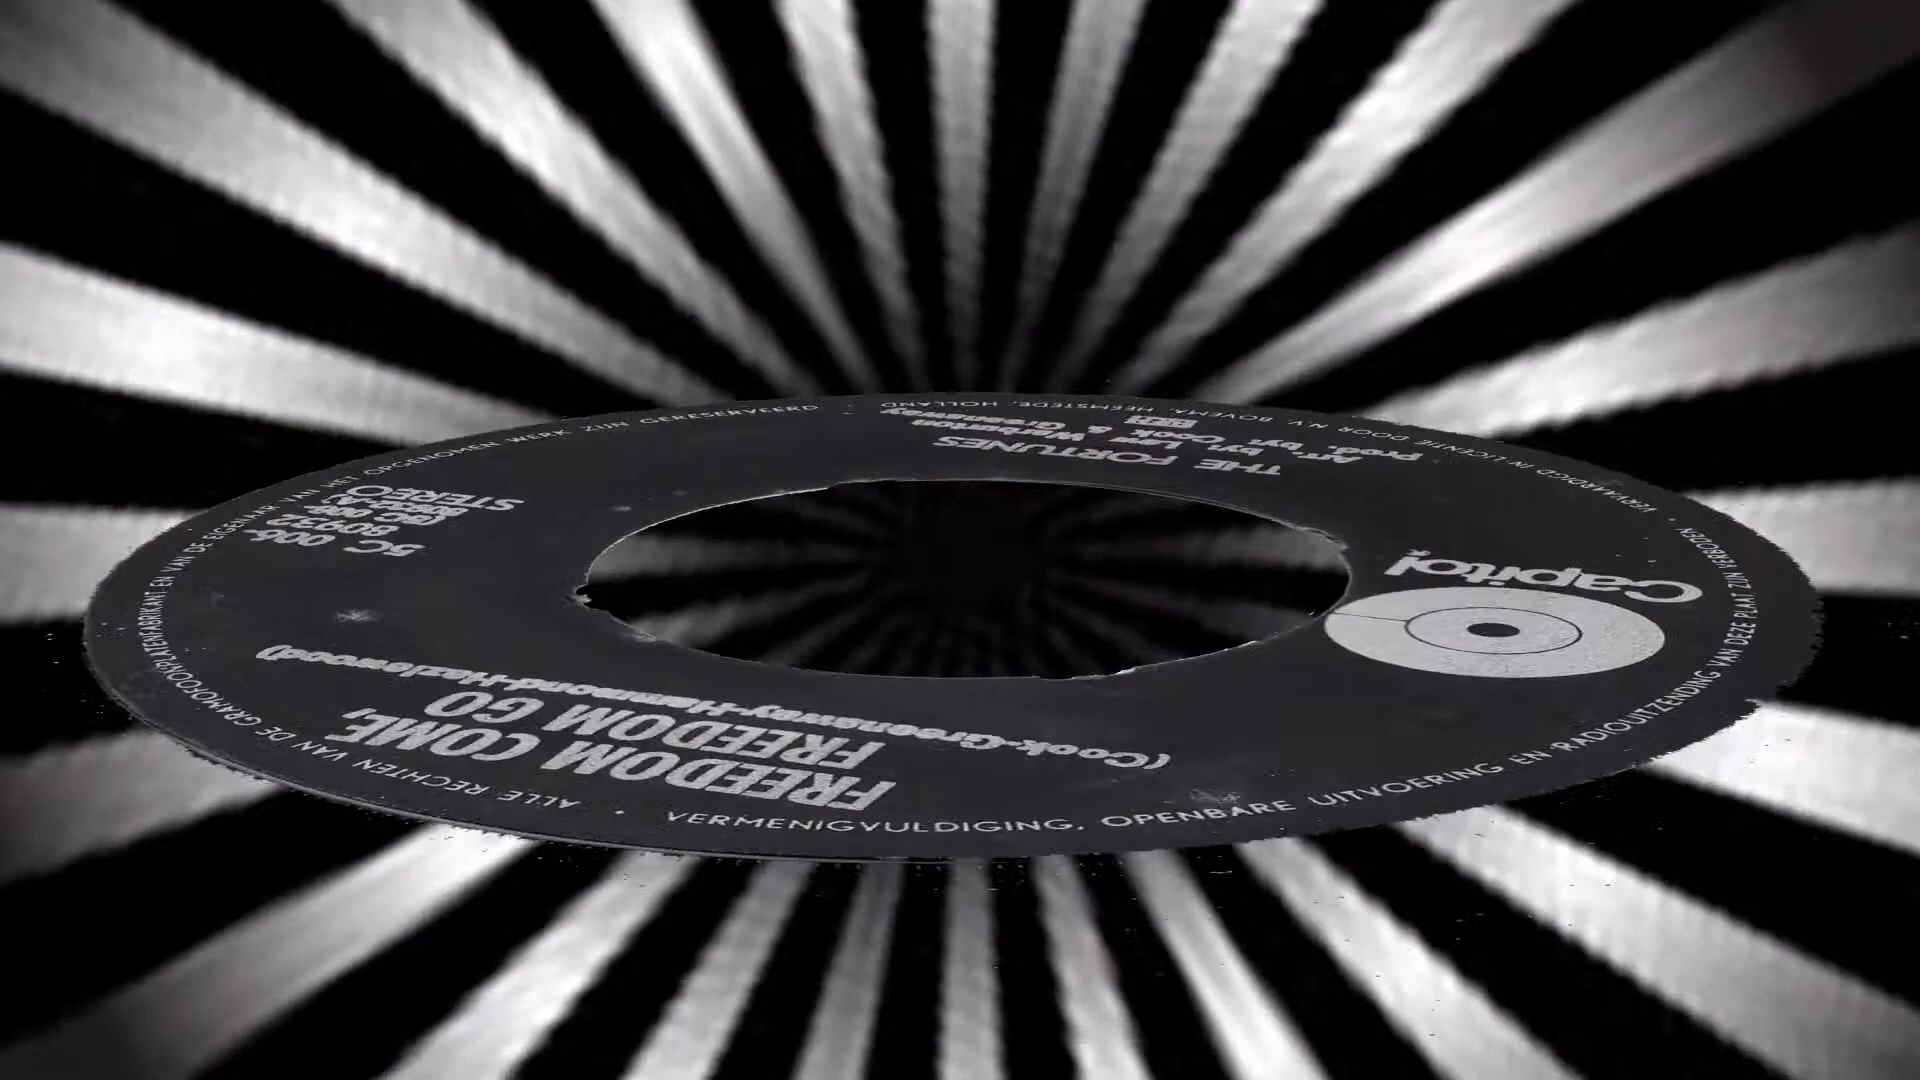 Capitol
FREEDOM COME,
FREEDOM GO
(Cook-Greenaway-Hammond-Hazlewood)
5C 006-
80933
STEREO
THE FORTUNES
Arr. by: Lew Warburton
Prod. by: Cook & Greenaway
ALLE RECHTEN VAN DE GRAMOFOONPLATENFABRIKANT EN VAN DE EIGENAAR VAN HET OPGENOMEN WERK ZIJN GERESERVEERD
VERMENIGVULDIGING, OPENBARE UITVOERING EN RADIOUITZENDING VAN DEZE PLAAT ZIJN VERBODEN • VERVAARDIGD IN LICENTIE DOOR N.V. BOVEMA, HEEMSTEDE, HOLLAND